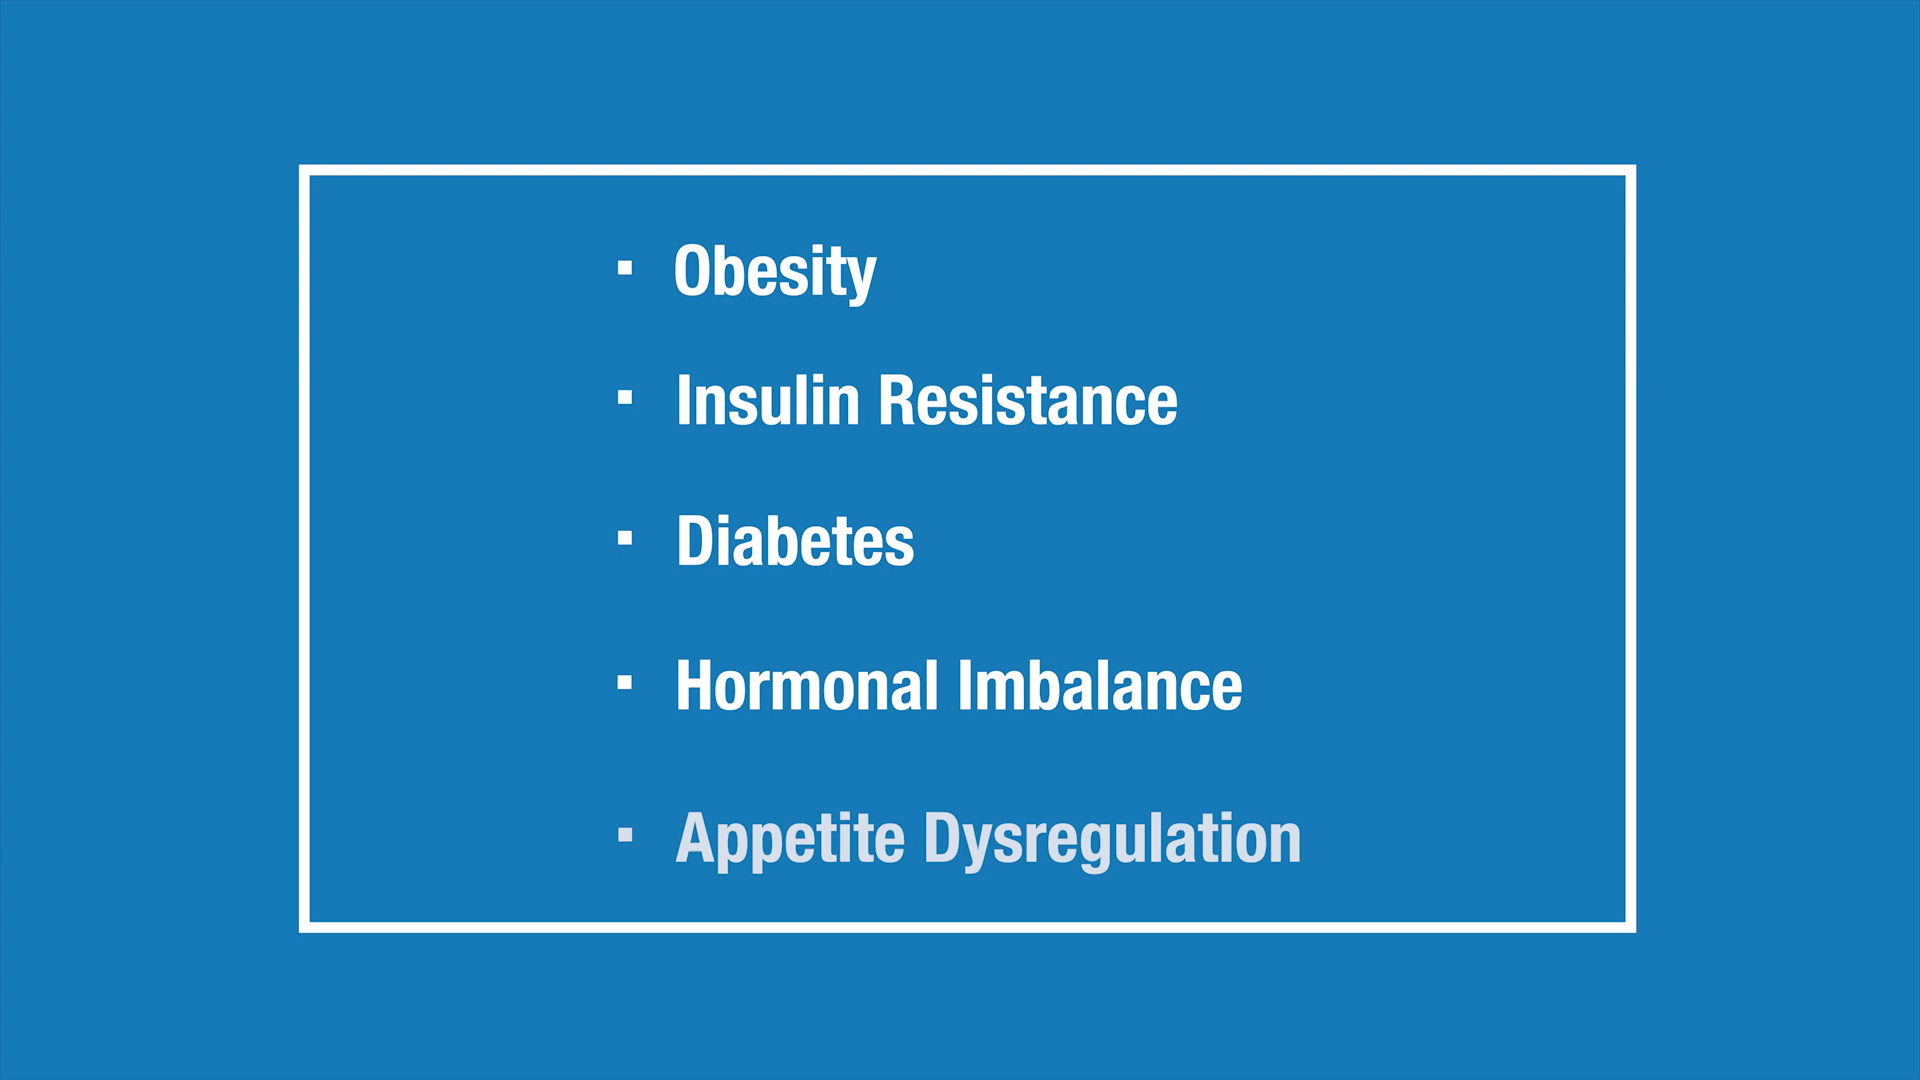 ▪ Obesity
▪ Insulin Resistance
▪ Diabetes
▪ Hormonal Imbalance
▪ Appetite Dysregulation